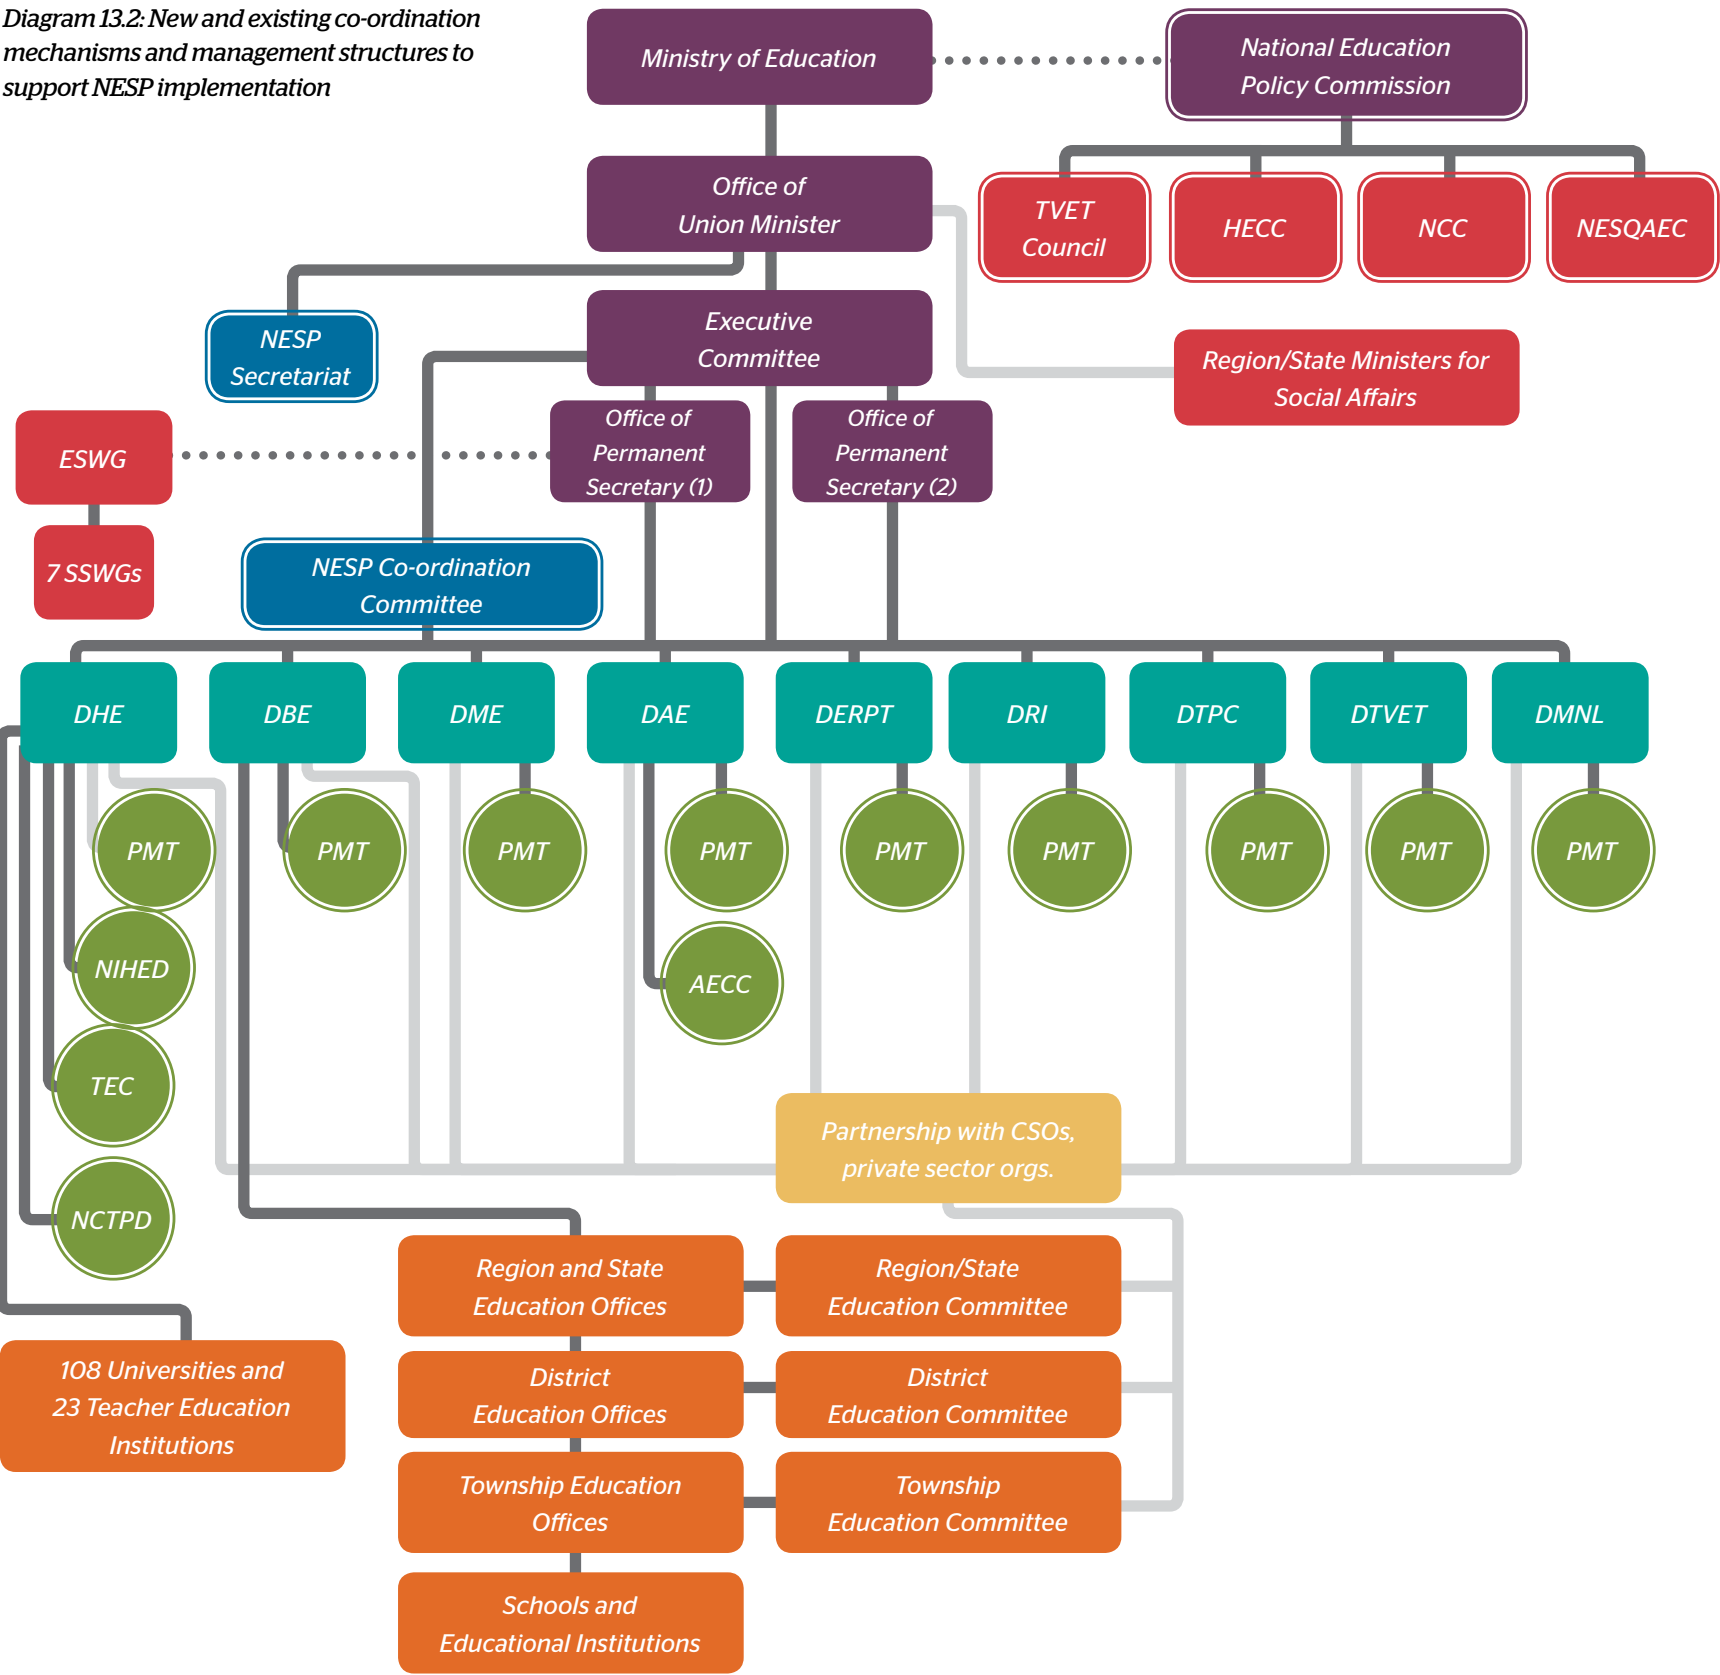 Diagram 13.2: New and existing co-ordination
mechanisms and management structures to
support NESP implementation
Ministry of Education
National Education
Policy Commission
Office of
Union Minister
TVET
Council
HECC
NCC
NESQAEC
NESP
Secretariat
Executive
Committee
Region/State Ministers for
Social Affairs
ESWG
Office of
Permanent
Secretary (1)
Office of
Permanent
Secretary (2)
7 SSWGs
NESP Co-ordination
Committee
DHE
DBE
DME
DAE
DERPT
DRI
DTPC
DTVET
DMNL
PMT
PMT
PMT
PMT
PMT
PMT
PMT
PMT
PMT
NIHED
AECC
TEC
NCTPD
Partnership with CSOs,
private sector orgs.
Region and State
Education Offices
Region/State
Education Committee
108 Universities and
23 Teacher Education
Institutions
District
Education Offices
District
Education Committee
Township Education
Offices
Township
Education Committee
Schools and
Educational Institutions